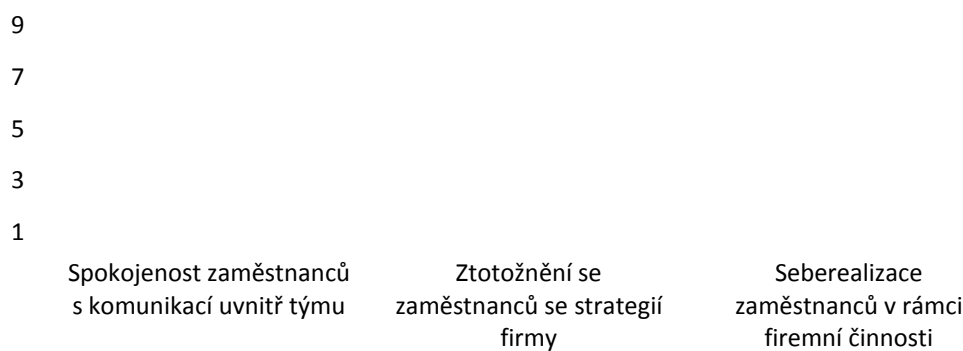 9
7
5
3
1
Spokojenost zaměstnanců
s komunikací uvnitř týmu
Ztotožnění se
zaměstnanců se strategií
firmy
Seberealizace
zaměstnanců v rámci
firemní činnosti